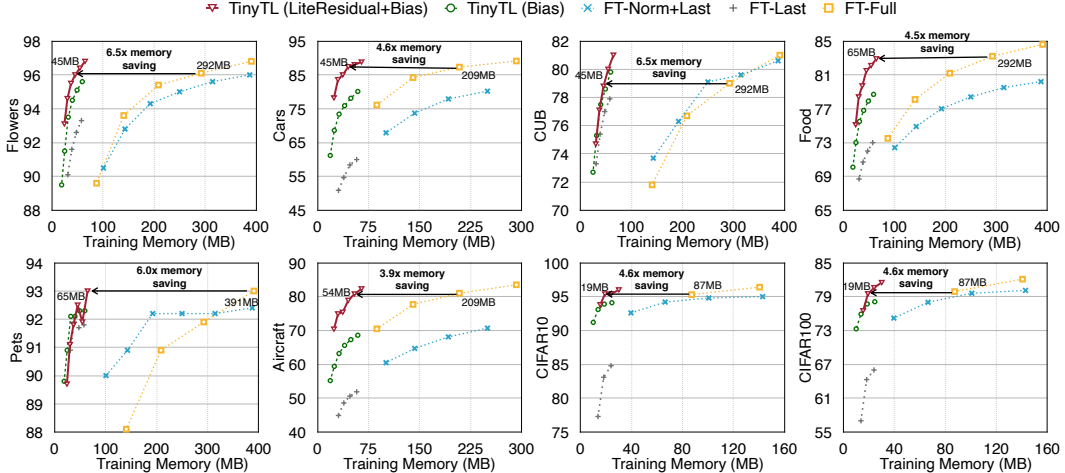 TinyTL (LiteResidual+Bias) TinyTL (Bias) FT-Norm+Last FT-Last FT-Full
98
96
94
92
90
88
Flowers
45MB
6.5x memory
saving
292MB
0 100 200 300 400
Training Memory (MB)
95
85
75
65
55
45
Cars
45MB
4.6x memory
saving
209MB
0 75 150 225 300
Training Memory (MB)
82
80
78
76
74
72
70
CUB
45MB
6.5x memory
saving
292MB
0 100 200 300 400
Training Memory (MB)
85
81
77
73
69
65
Food
65MB
4.5x memory
saving
292MB
0 100 200 300 400
Training Memory (MB)
94
93
92
91
90
89
88
Pets
65MB
6.0x memory
saving
391MB
0 100 200 300 400
Training Memory (MB)
90
80
70
60
50
40
Aircraft
54MB
3.9x memory
saving
209MB
0 75 150 225 300
Training Memory (MB)
100
95
90
85
80
75
CIFAR10
19MB
4.6x memory
saving
87MB
0 40 80 120 160
Training Memory (MB)
85
79
73
67
61
55
CIFAR100
19MB
4.6x memory
saving
87MB
0 40 80 120 160
Training Memory (MB)